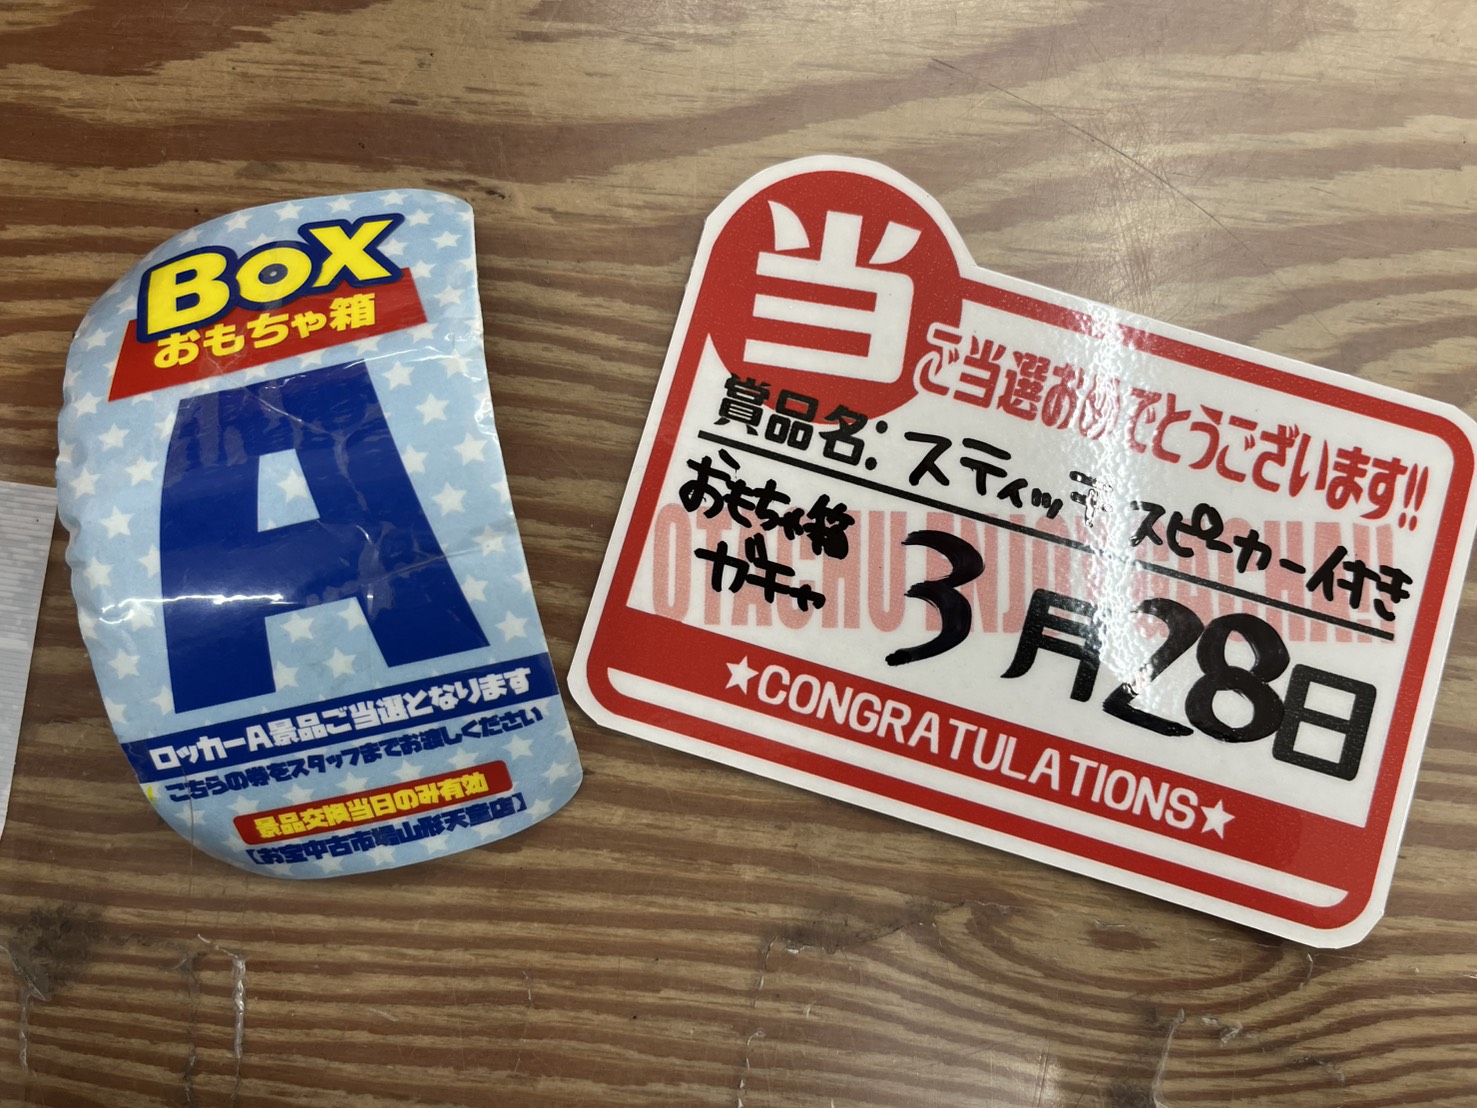 BOX
おもちゃ箱
A
ロッカーA景品ご当選となります
こちらの券をスタッフまでお渡しください
景品交換当日のみ有効
【お宝中古市場山形天童店】
当
ご当選おめでとうございます!!
賞品名:スティッチスピーカー付き
おもちゃ箱
ガチャ
3月28日
★CONGRATULATIONS★